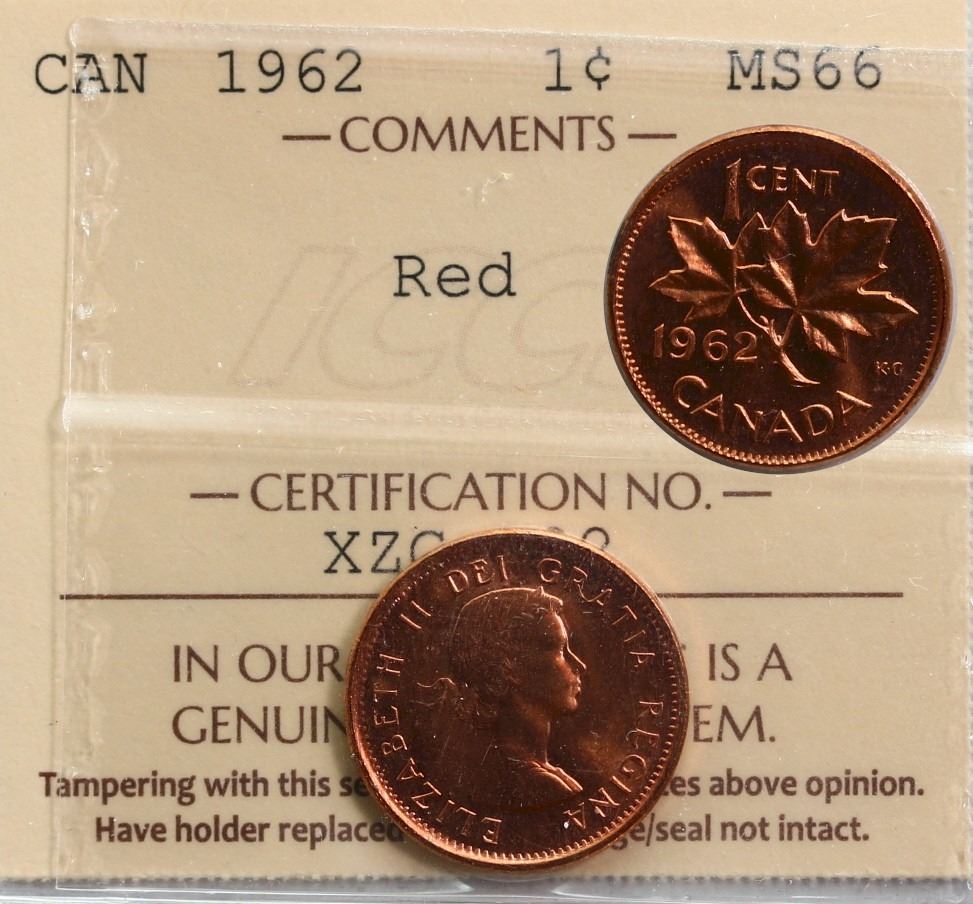 CAN 1962 1¢ MS66
— COMMENTS —
Red
ICCS
1 CENT
1962
K·G
CANADA
— CERTIFICATION NO. —
ELIZABETH II DEI GRATIA REGINA
IN OUR IS A
GENUIN EM.
Tampering with this se es above opinion.
Have holder replaced ge/seal not intact.